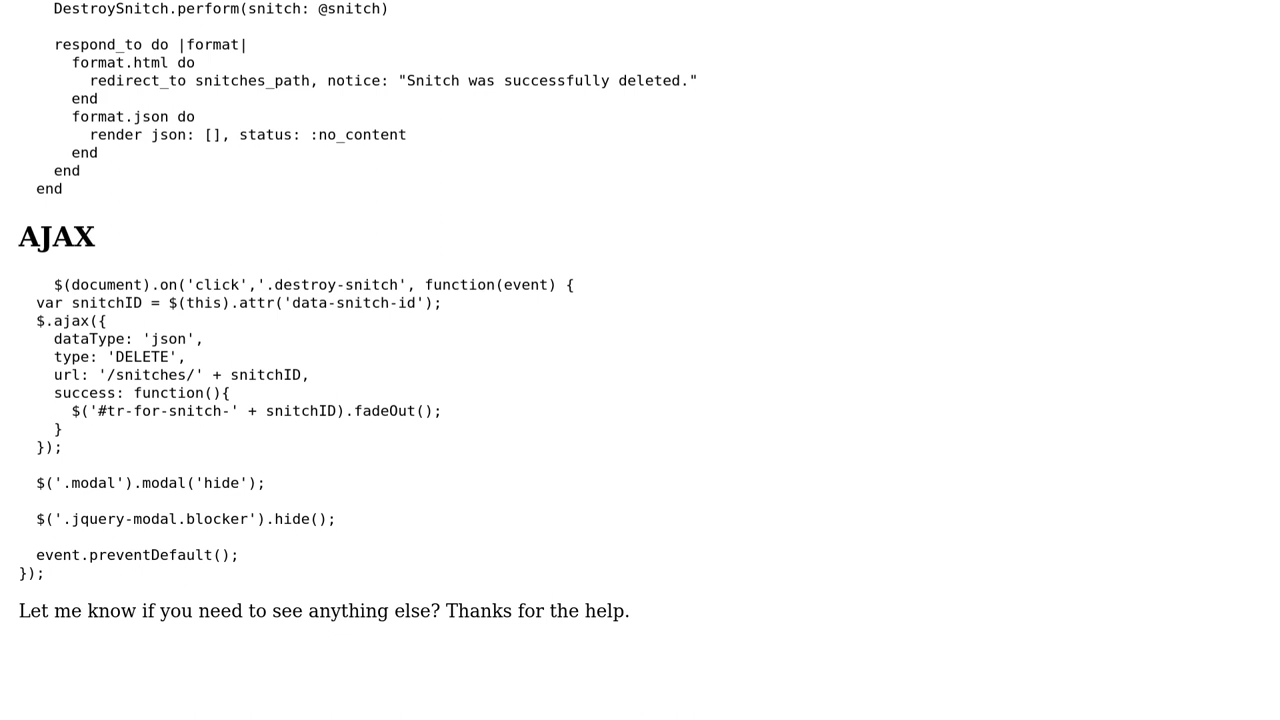 DestroySnitch.perform(snitch: @snitch)

    respond_to do |format|
      format.html do
        redirect_to snitches_path, notice: "Snitch was successfully deleted."
      end
      format.json do
        render json: [], status: :no_content
      end
    end
  end
AJAX
    $(document).on('click','.destroy-snitch', function(event) {
  var snitchID = $(this).attr('data-snitch-id');
  $.ajax({
    dataType: 'json',
    type: 'DELETE',
    url: '/snitches/' + snitchID,
    success: function(){
      $('#tr-for-snitch-' + snitchID).fadeOut();
    }
  });

  $('.modal').modal('hide');

  $('.jquery-modal.blocker').hide();

  event.preventDefault();
});
Let me know if you need to see anything else? Thanks for the help.